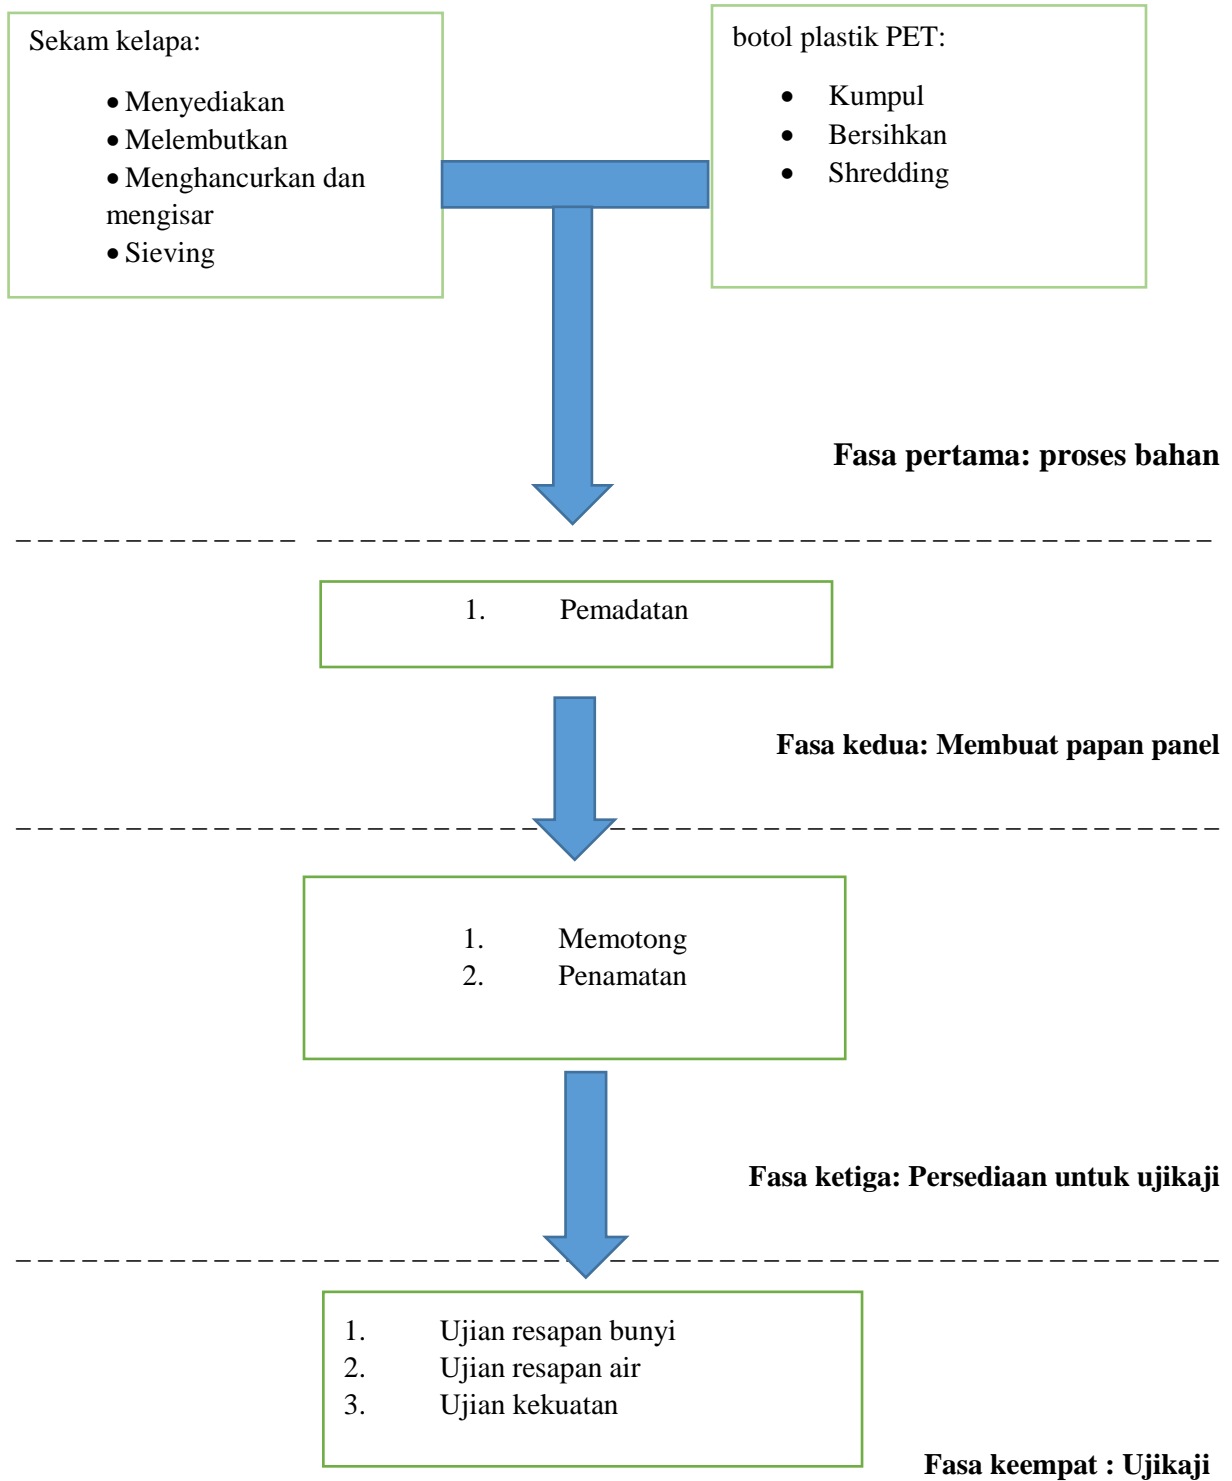 Sekam kelapa:
• Menyediakan
• Melembutkan
• Menghancurkan dan
mengisar
• Sieving
botol plastik PET:
• Kumpul
• Bersihkan
• Shredding
Fasa pertama: proses bahan
1. Pemadatan
Fasa kedua: Membuat papan panel
1. Memotong
2. Penamatan
Fasa ketiga: Persediaan untuk ujikaji
1. Ujian resapan bunyi
2. Ujian resapan air
3. Ujian kekuatan
Fasa keempat : Ujikaji